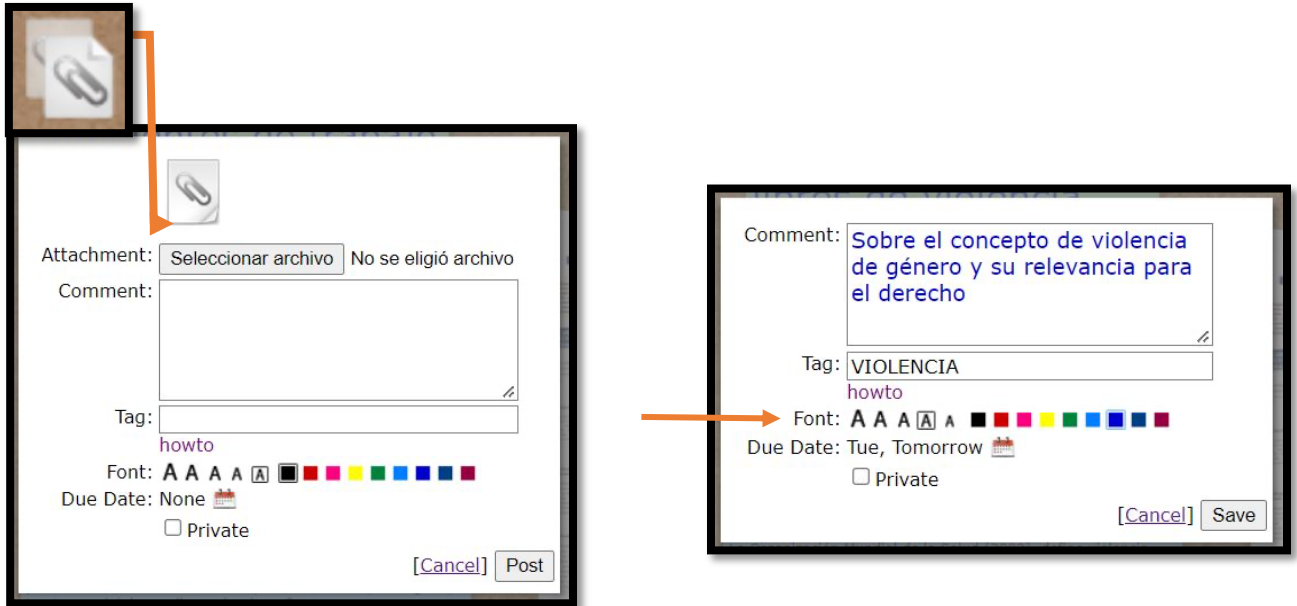 Attachment: Seleccionar archivo No se eligió archivo
Comment:
Tag:
howto
Font: A A A A A
Due Date: None
Private
[Cancel] Post
Comment: Sobre el concepto de violencia
de género y su relevancia para
el derecho
Tag: VIOLENCIA
howto
Font: A A A A A
Due Date: Tue, Tomorrow
Private
[Cancel] Save